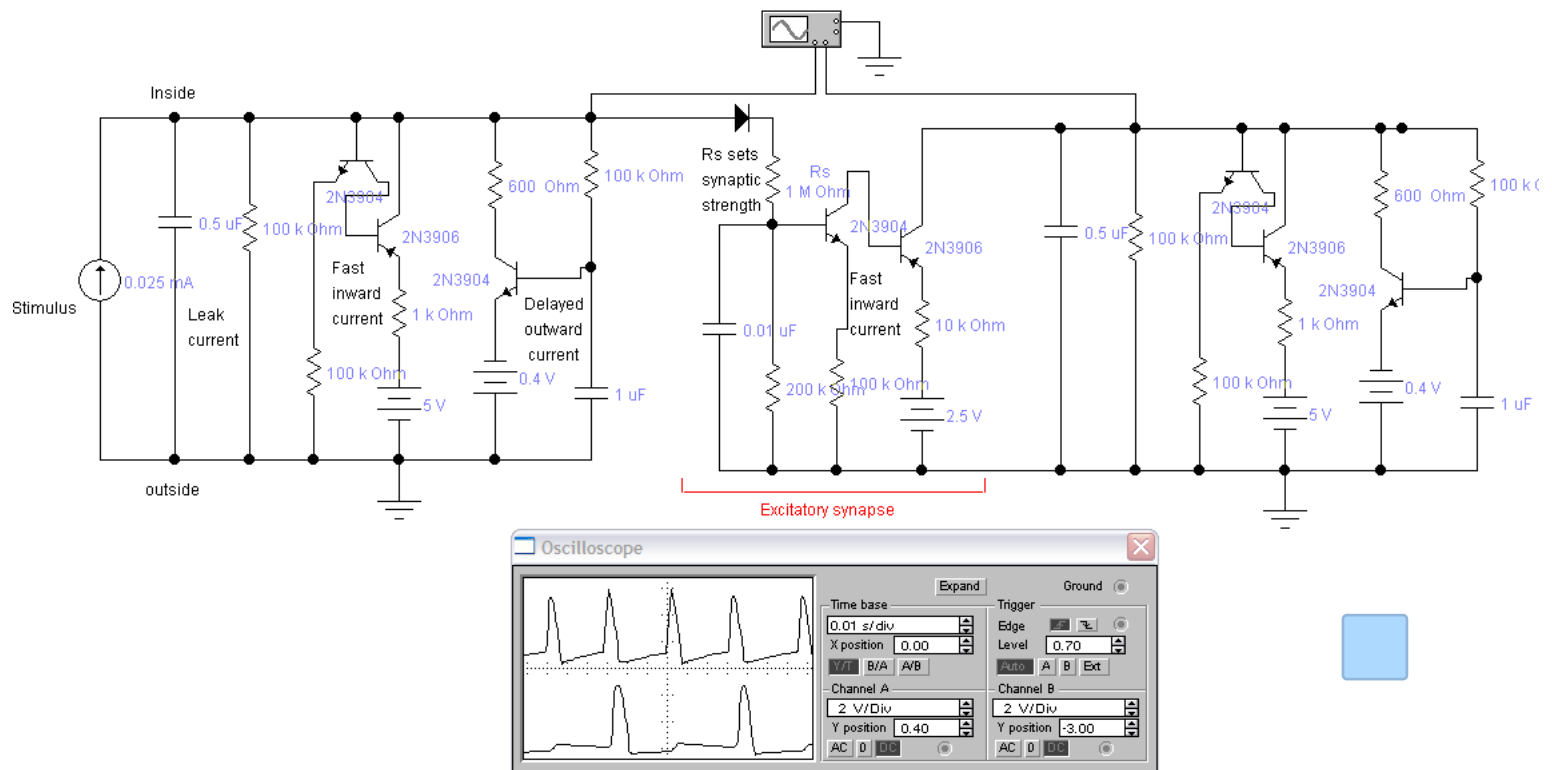 Inside
Stimulus
0.025 mA
0.5 uF
Leak
current
100 k Ohm
2N3904
100 k Ohm
2N3906
Fast
inward
current
1 k Ohm
5 V
600 Ohm
2N3904
Delayed
outward
current
0.4 V
100 k Ohm
1 uF
outside
Rs sets
synaptic
strength
Rs
1 M Ohm
0.01 uF
200 k Ohm
2N3904
Fast
inward
current
100 k Ohm
2N3906
10 k Ohm
2.5 V
Excitatory synapse
0.5 uF
100 k Ohm
2N3904
100 k Ohm
2N3906
1 k Ohm
5 V
600 Ohm
2N3904
0.4 V
100 k
1 uF
Oscilloscope
Expand
Ground
Time base
0.01 s/div
X position 0.00
Y/T B/A A/B
Trigger
Edge
Level 0.70
Auto A B Ext
Channel A
2 V/Div
Y position 0.40
AC 0 DC
Channel B
2 V/Div
Y position -3.00
AC 0 DC